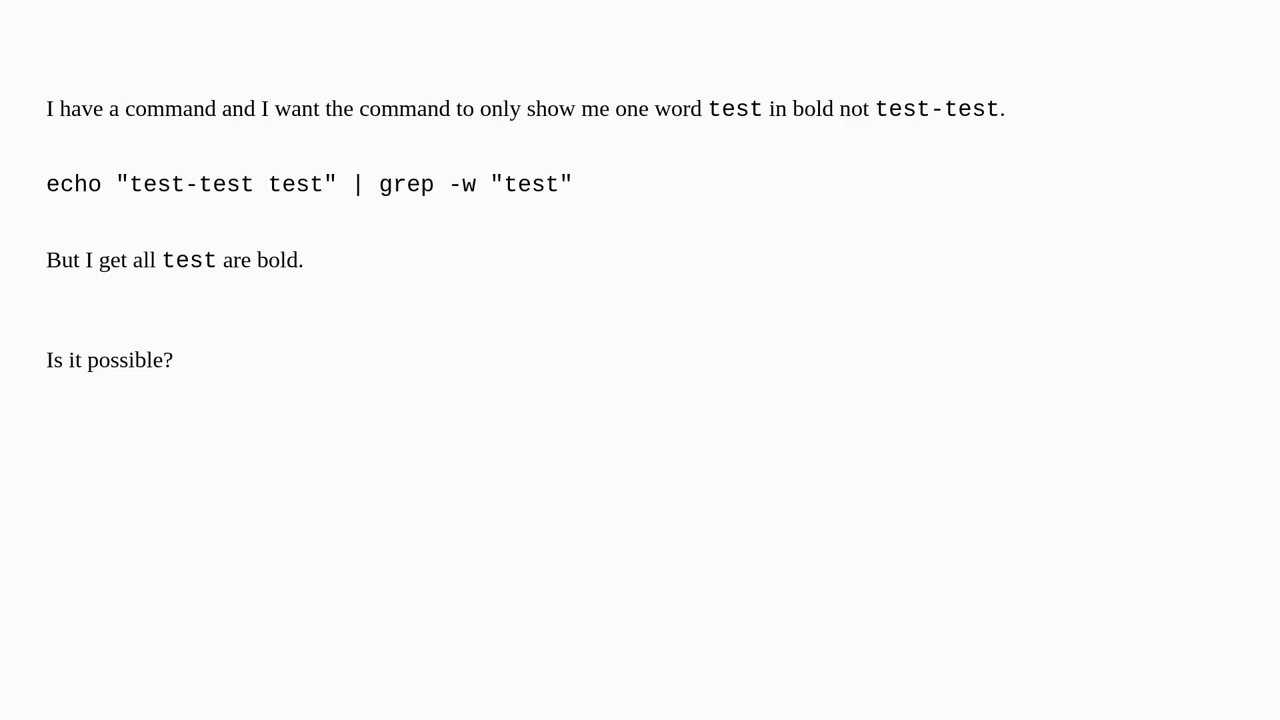 I have a command and I want the command to only show me one word test in bold not test-test.
echo "test-test test" | grep -w "test"
But I get all test are bold.
Is it possible?